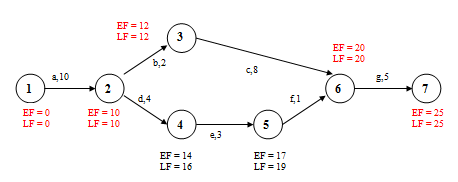 EF = 12
LF = 12
3
b,2
c,8
EF = 20
LF = 20
1
a,10
2
d,4
f,1
6
g,5
7
EF = 0
LF = 0
EF = 10
LF = 10
4
e,3
5
EF = 25
LF = 25
EF = 14
LF = 16
EF = 17
LF = 19